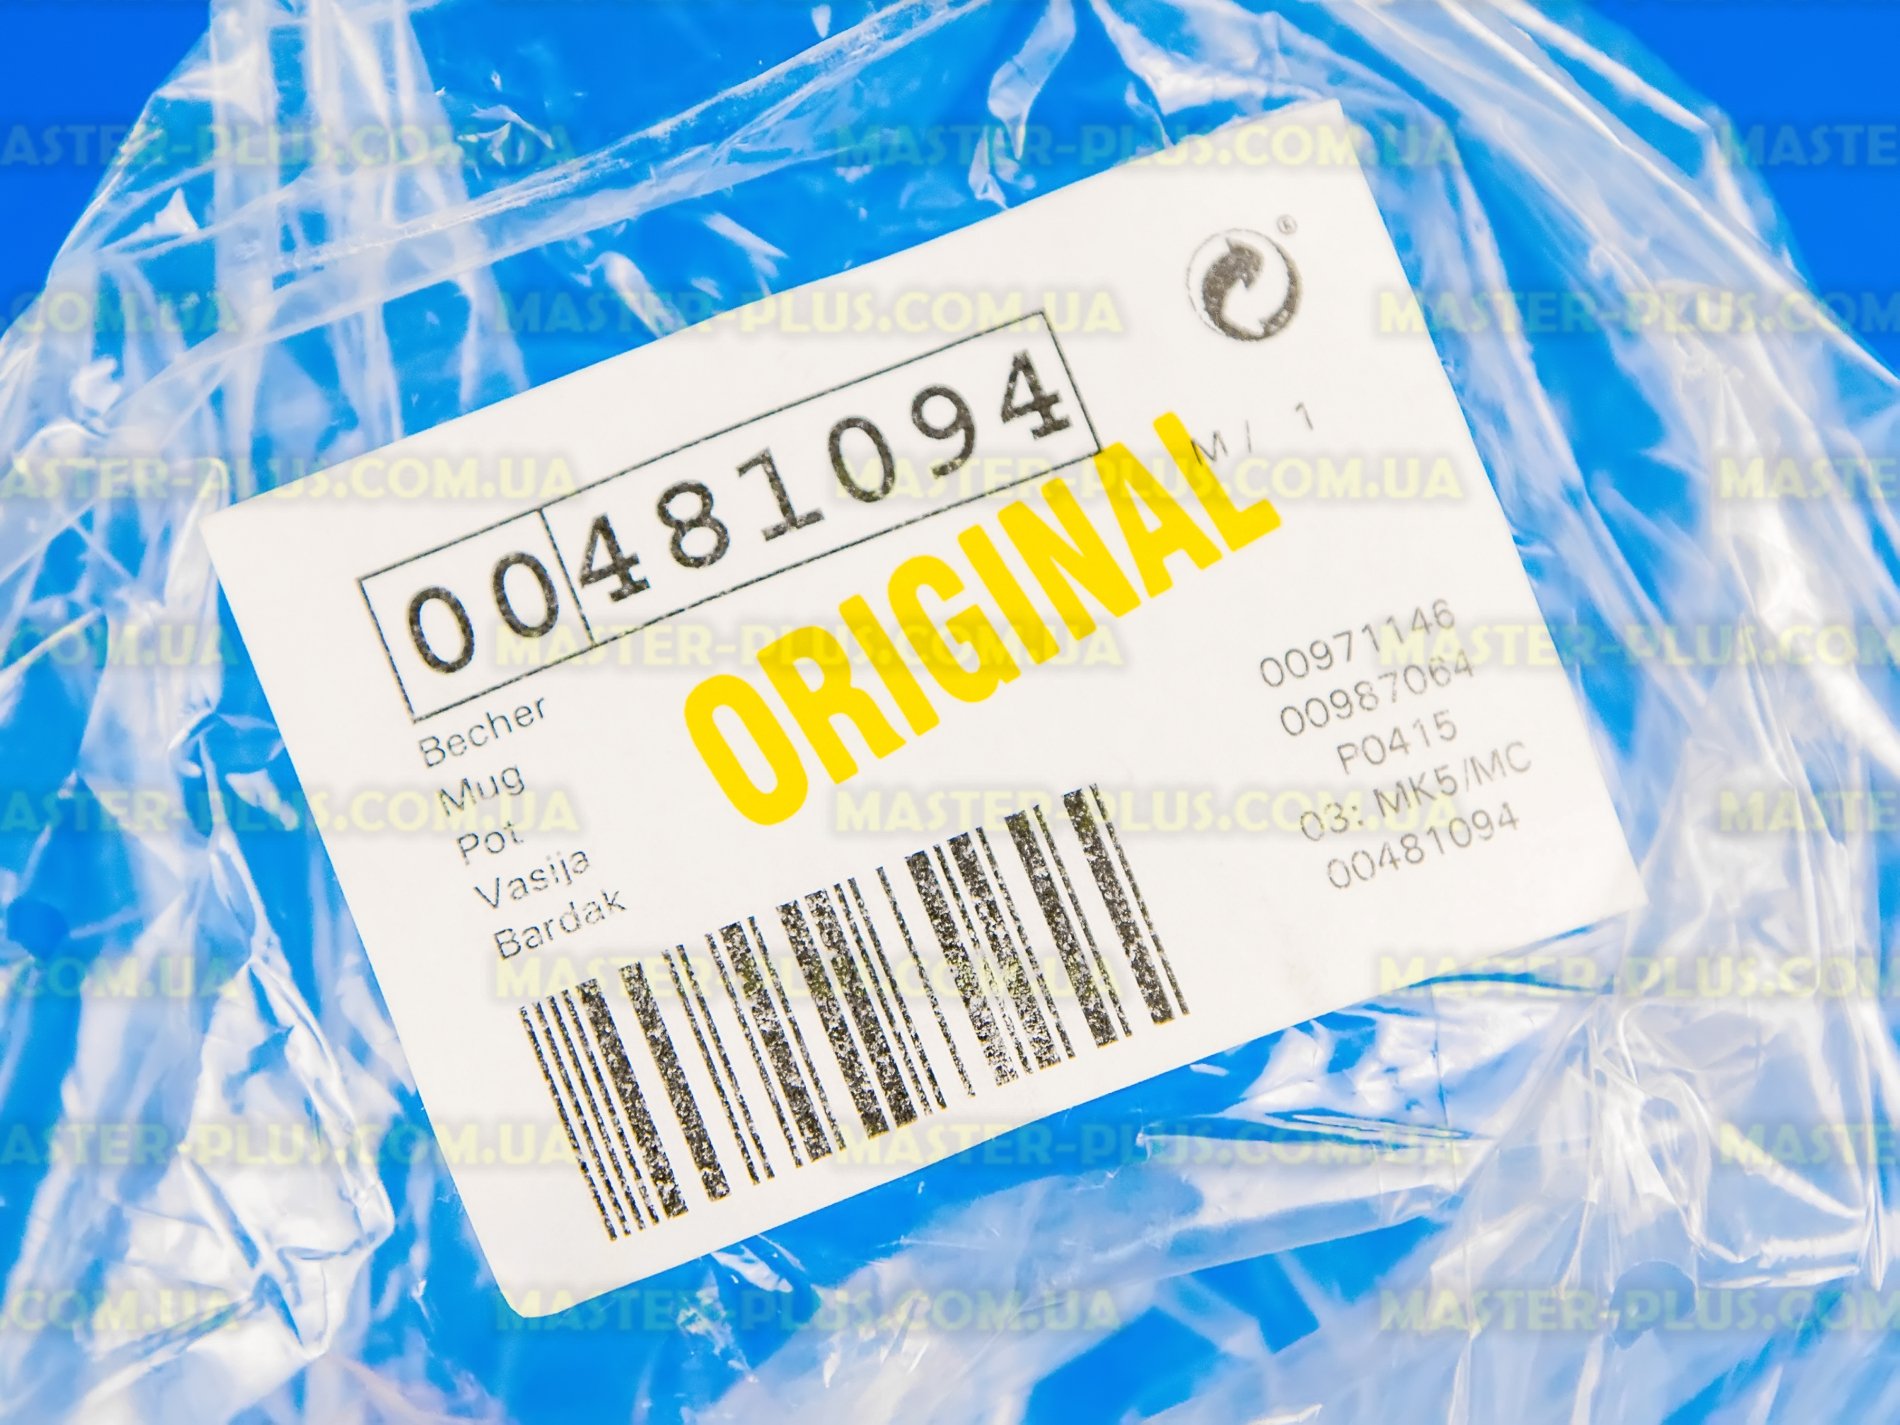 00481094
M/ 1
ORIGINAL
Becher
Mug
Pot
Vasija
Bardak
00971146
00987064
P0415
03: MK5/MC
00481094
MASTER-PLUS.COM.UA